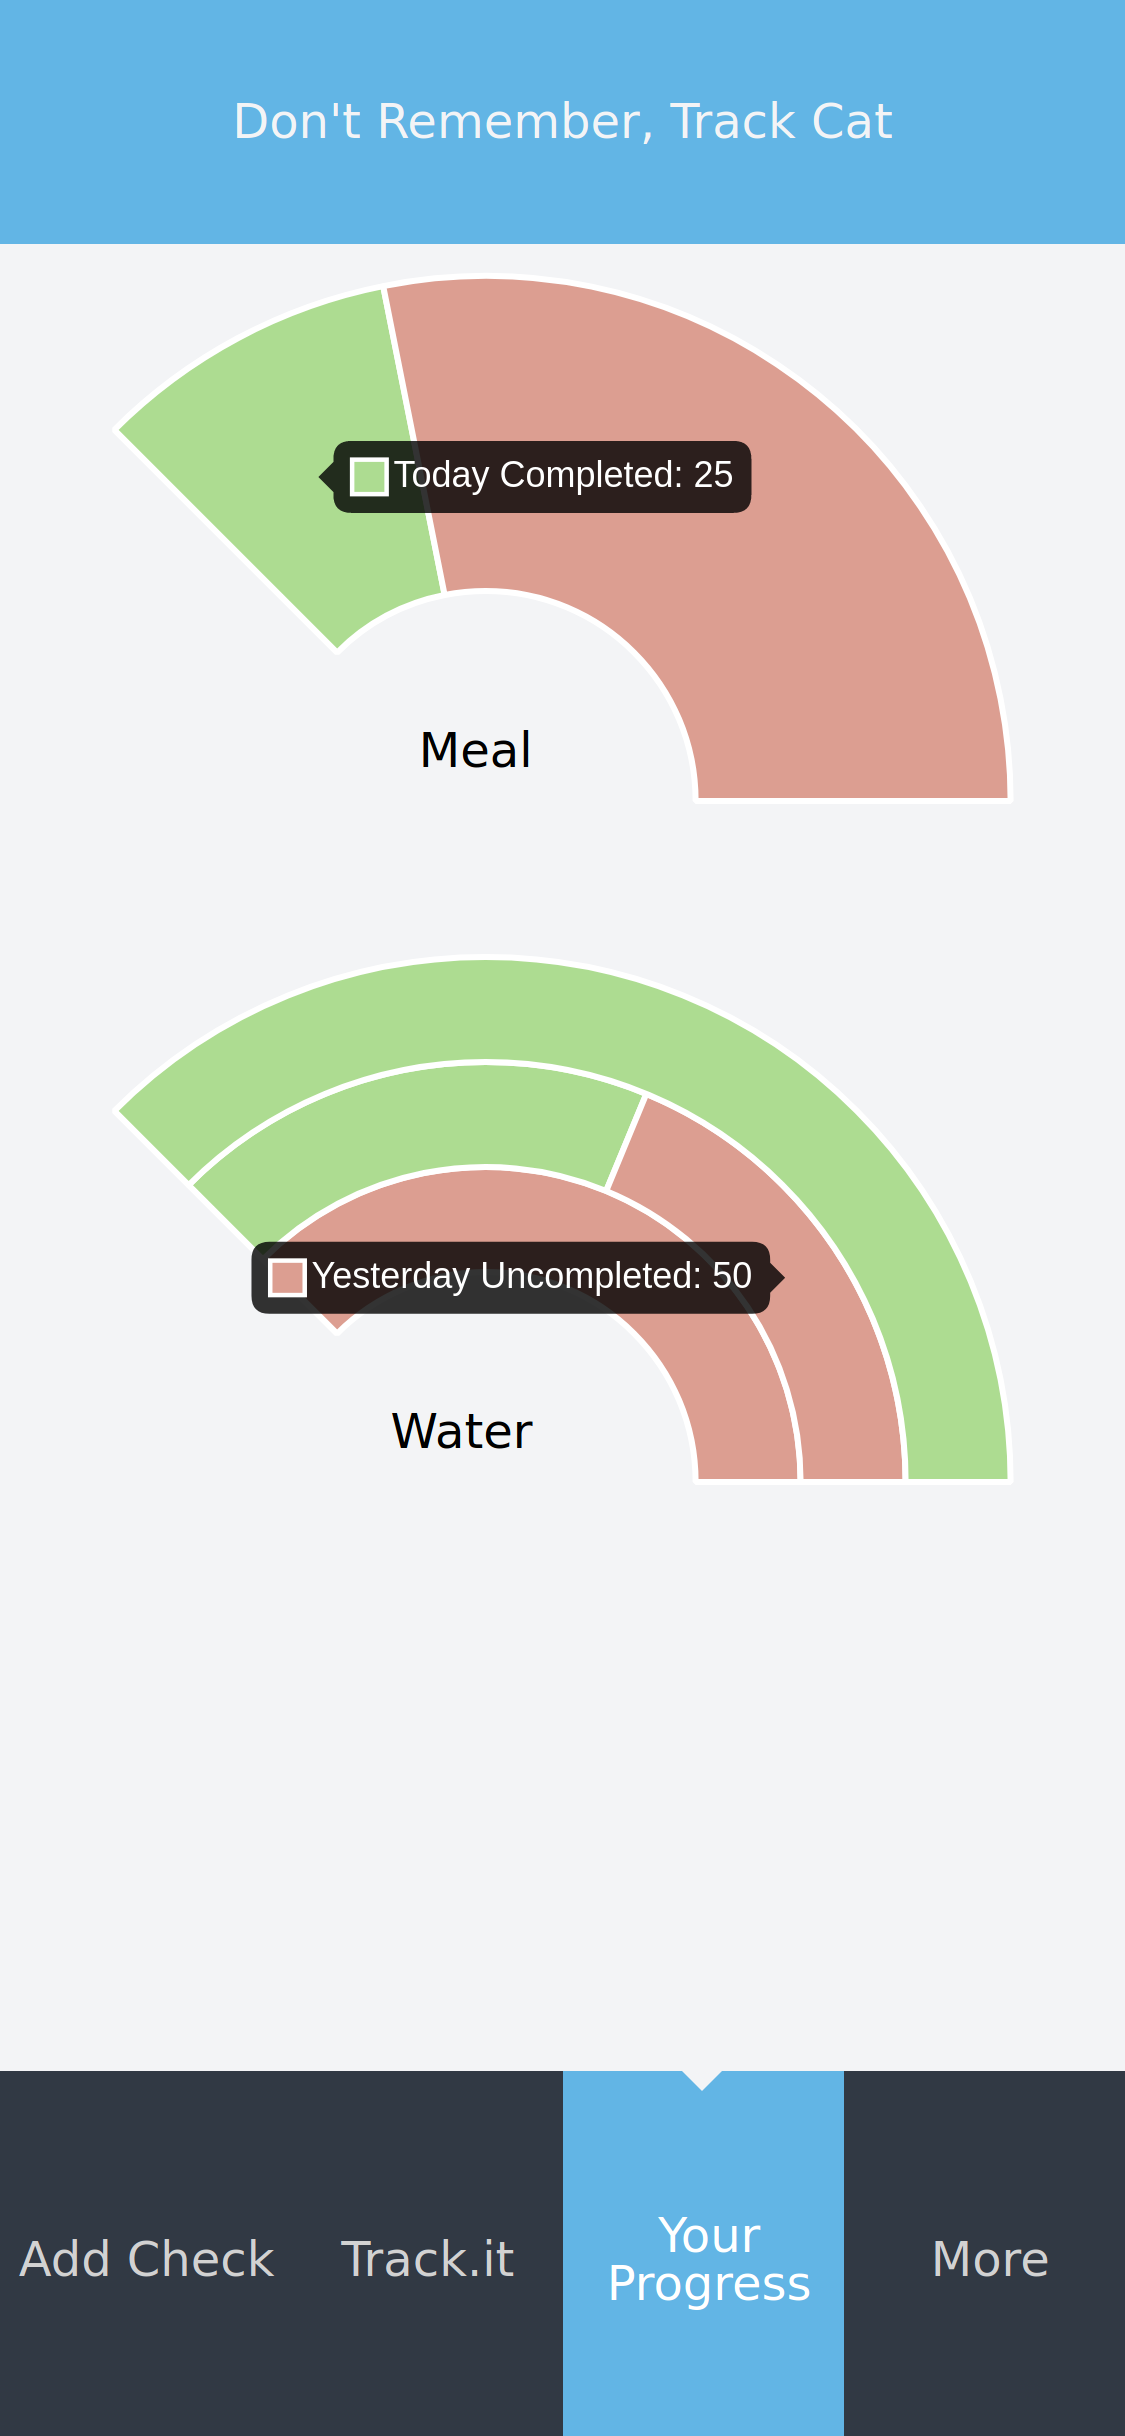 Don't Remember, Track Cat
Today Completed: 25
Meal
Yesterday Uncompleted: 50
Water
Add Check
Track.it
Your
Progress
More